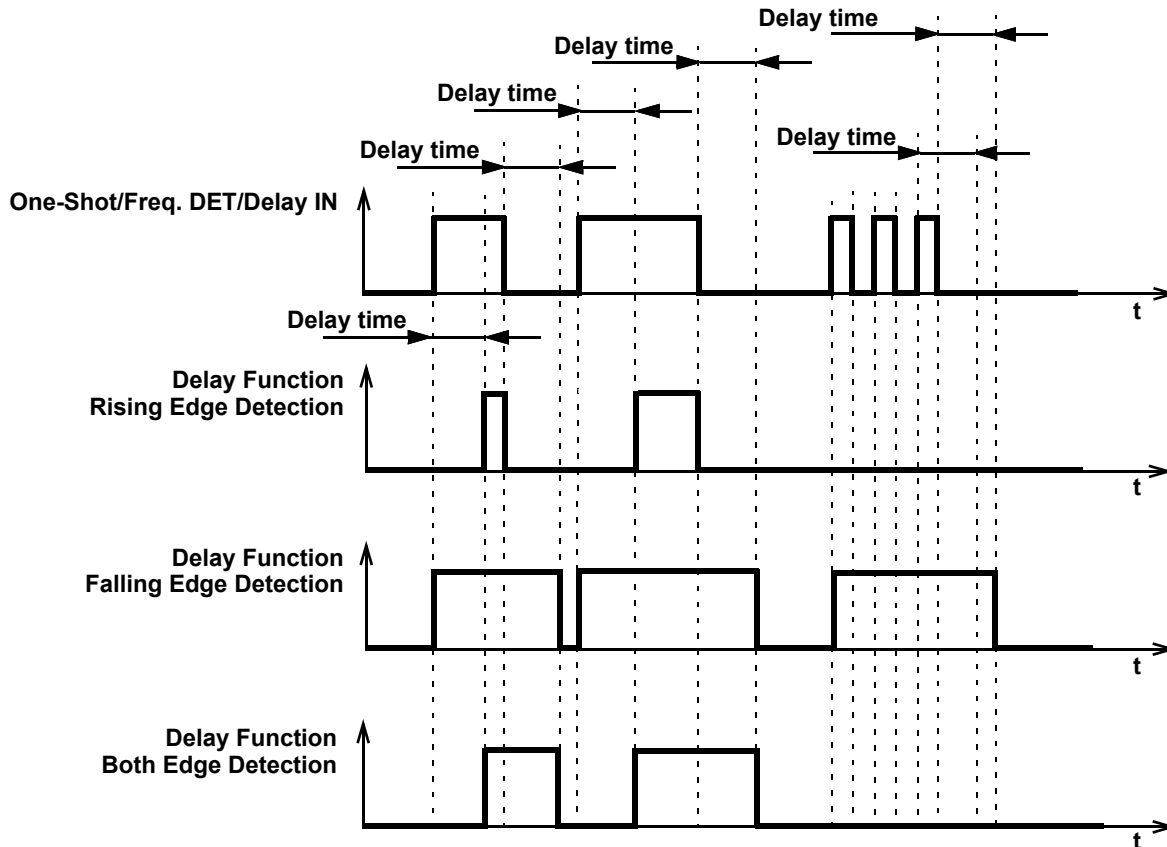 Delay time
Delay time
Delay time
Delay time
Delay time
One-Shot/Freq. DET/Delay IN
t
Delay time
Delay Function
Rising Edge Detection
t
Delay Function
Falling Edge Detection
t
Delay Function
Both Edge Detection
t